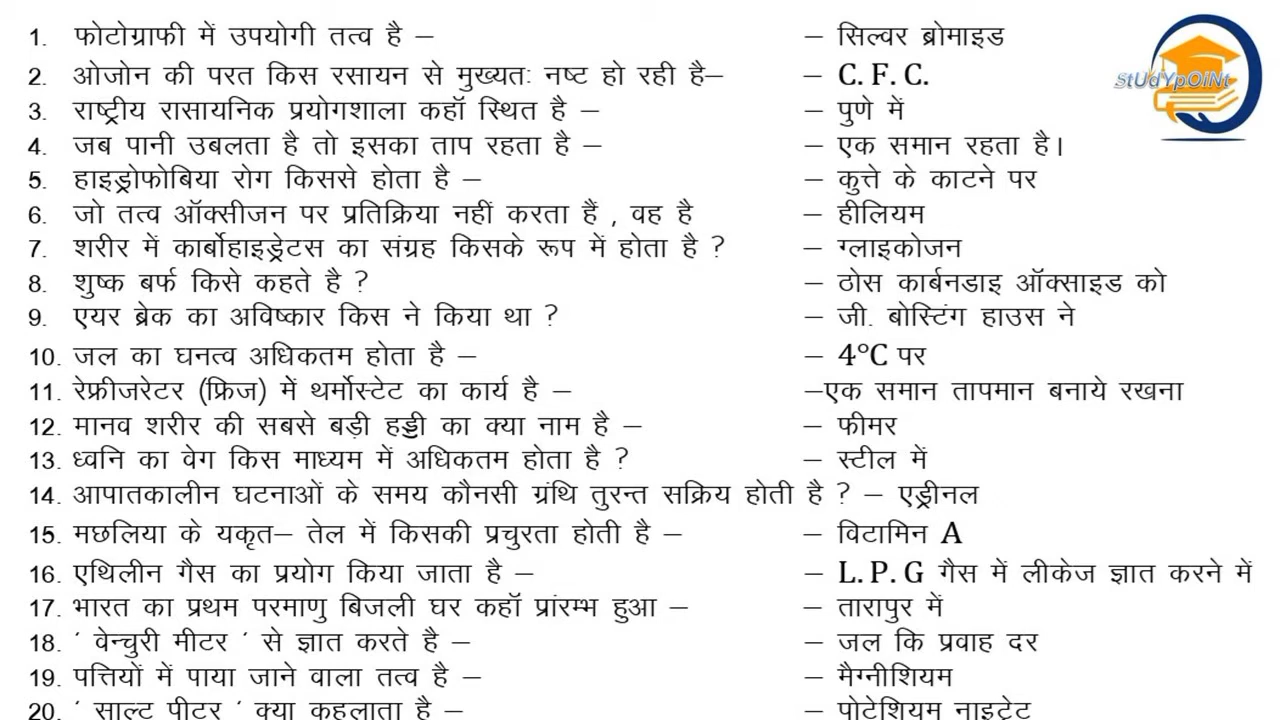 1. फोटोग्राफी में उपयोगी तत्व है – – सिल्वर ब्रोमाइड
StUdYpOiNt
2. ओजोन की परत किस रसायन से मुख्यतः नष्ट हो रही है– – C. F. C.
3. राष्ट्रीय रासायनिक प्रयोगशाला कहॉ स्थित है – – पुणे में
4. जब पानी उबलता है तो इसका ताप रहता है – – एक समान रहता है।
5. हाइड्रोफोबिया रोग किससे होता है – – कुत्ते के काटने पर
6. जो तत्व ऑक्सीजन पर प्रतिक्रिया नहीं करता हैं , वह है – हीलियम
7. शरीर में कार्बोहाइड्रेटस का संग्रह किसके रूप में होता है ? – ग्लाइकोजन
8. शुष्क बर्फ किसे कहते है ? – ठोस कार्बनडाइ ऑक्साइड को
9. एयर ब्रेक का अविष्कार किस ने किया था ? – जी. बोस्टिंग हाउस ने
10. जल का घनत्व अधिकतम होता है – – 4°C पर
11. रेफ्रीजरेटर (फ्रिज) में थर्मोस्टेट का कार्य है – –एक समान तापमान बनाये रखना
12. मानव शरीर की सबसे बड़ी हड्डी का क्या नाम है – – फीमर
13. ध्वनि का वेग किस माध्यम में अधिकतम होता है ? – स्टील में
14. आपातकालीन घटनाओं के समय कौनसी ग्रंथि तुरन्त सक्रिय होती है ? – एड्रीनल
15. मछलिया के यकृत– तेल में किसकी प्रचुरता होती है – – विटामिन A
16. एथिलीन गैस का प्रयोग किया जाता है – – L. P. G गैस में लीकेज ज्ञात करने में
17. भारत का प्रथम परमाणु बिजली घर कहॉ प्रांरम्भ हुआ – – तारापुर में
18. ' वेन्चुरी मीटर ' से ज्ञात करते है – – जल कि प्रवाह दर
19. पत्तियों में पाया जाने वाला तत्व है – – मैग्नीशियम
20. ' साल्ट पीटर ' क्या कहलाता है – – पोटेशियम नाइट्रेट